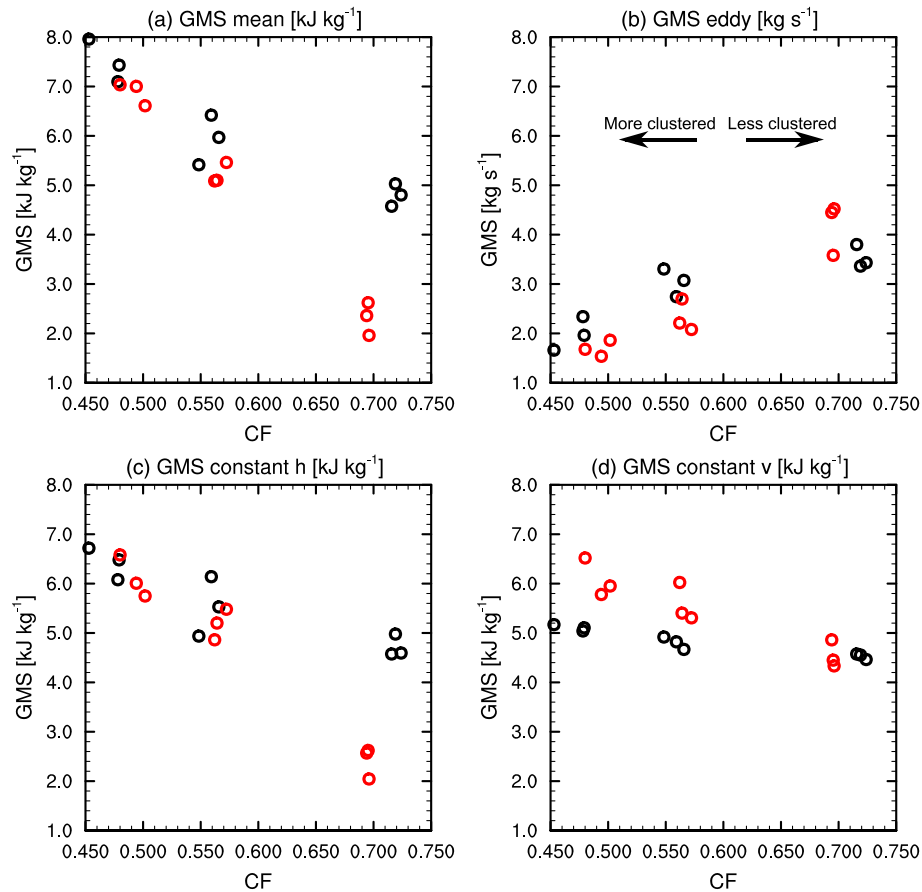 (a) GMS mean [kJ kg⁻¹]
8.0
7.0
6.0
5.0
4.0
3.0
2.0
1.0
GMS [kJ kg⁻¹]
0.450 0.500 0.550 0.600 0.650 0.700 0.750
CF
(b) GMS eddy [kg s⁻¹]
8.0
7.0
6.0
5.0
4.0
3.0
2.0
1.0
GMS [kg s⁻¹]
More clustered Less clustered
0.450 0.500 0.550 0.600 0.650 0.700 0.750
CF
(c) GMS constant h [kJ kg⁻¹]
8.0
7.0
6.0
5.0
4.0
3.0
2.0
1.0
GMS [kJ kg⁻¹]
0.450 0.500 0.550 0.600 0.650 0.700 0.750
CF
(d) GMS constant v [kJ kg⁻¹]
8.0
7.0
6.0
5.0
4.0
3.0
2.0
1.0
GMS [kJ kg⁻¹]
0.450 0.500 0.550 0.600 0.650 0.700 0.750
CF